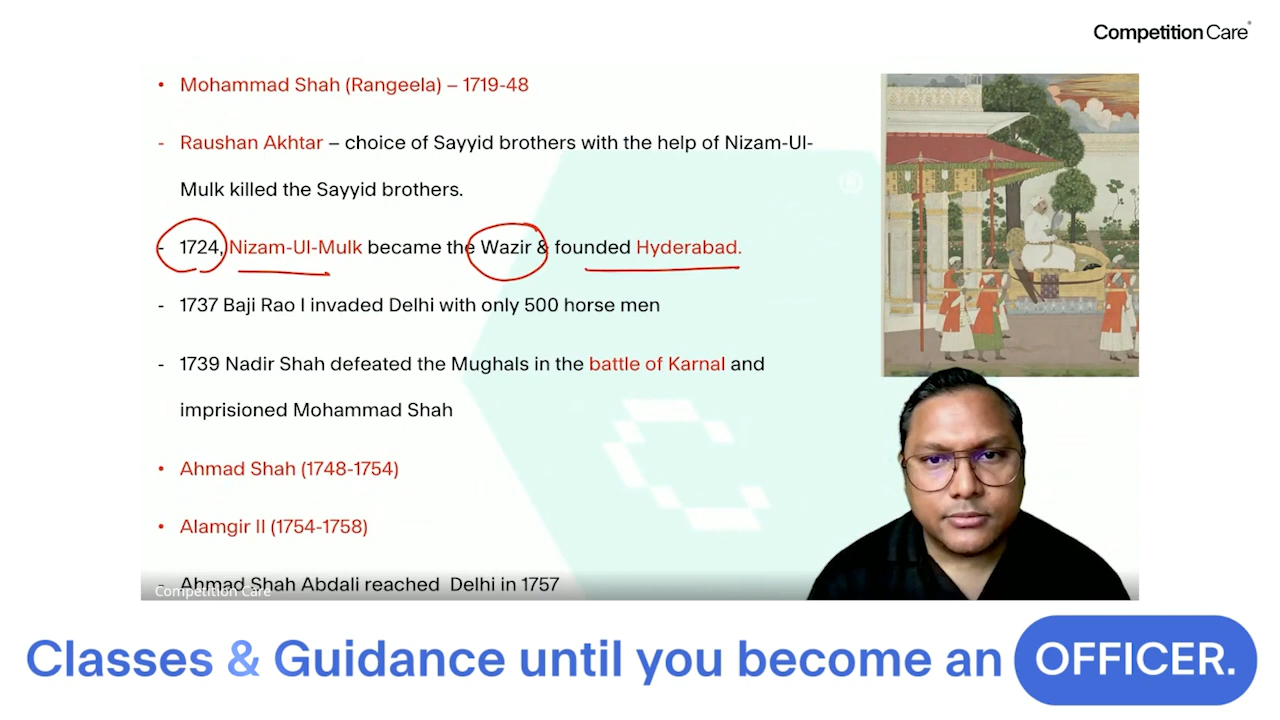 Competition Care
• Mohammad Shah (Rangeela) – 1719-48
- Raushan Akhtar – choice of Sayyid brothers with the help of Nizam-Ul-
Mulk killed the Sayyid brothers.
- 1724, Nizam-Ul-Mulk became the Wazir & founded Hyderabad.
- 1737 Baji Rao I invaded Delhi with only 500 horse men
- 1739 Nadir Shah defeated the Mughals in the battle of Karnal and
imprisioned Mohammad Shah
• Ahmad Shah (1748-1754)
• Alamgir II (1754-1758)
- Ahmad Shah Abdali reached Delhi in 1757
Competition Care
Classes & Guidance until you become an OFFICER.